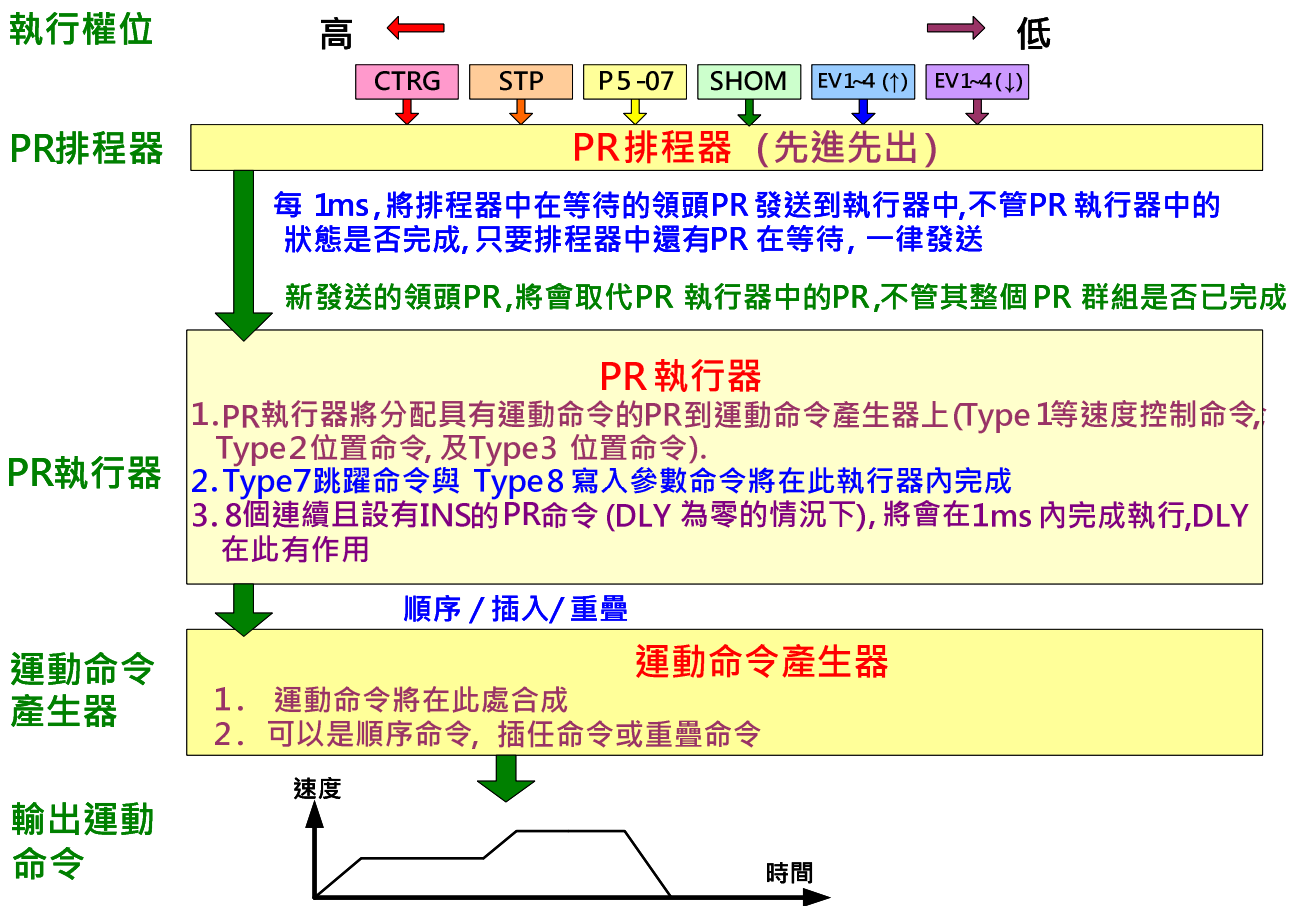 執行權位 高 低
CTRG STP P5-07 SHOM EV1~4 (↑) EV1~4 (↓)
PR排程器 PR排程器 (先進先出)
每 1ms,將排程器中在等待的領頭PR 發送到執行器中,不管PR 執行器中的
狀態是否完成,只要排程器中還有PR 在等待, 一律發送
新發送的領頭PR,將會取代PR 執行器中的PR,不管其整個 PR 群組是否已完成
PR執行器
PR 執行器
1.PR執行器將分配具有運動命令的PR到運動命令產生器上(Type 1等速度控制命令;
Type2位置命令, 及Type3 位置命令).
2.Type7跳躍命令與 Type8 寫入參數命令將在此執行器內完成
3.8個連續且設有INS的PR命令 (DLY 為零的情況下), 將會在1ms 內完成執行,DLY
在此有作用
順序 / 插入/ 重疊
運動命令
產生器
運動命令產生器
1. 運動命令將在此處合成
2. 可以是順序命令, 插任命令或重疊命令
輸出運動
命令
速度
時間